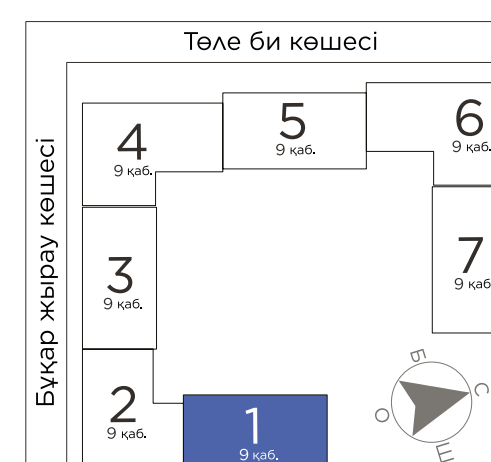 Төле би көшесі
Бұқар жырау көшесі
4
9 қаб.
5
9 қаб.
6
9 қаб.
3
9 қаб.
7
9 қаб
2
9 қаб.
1
9 қаб.
Б
С
О
Ш